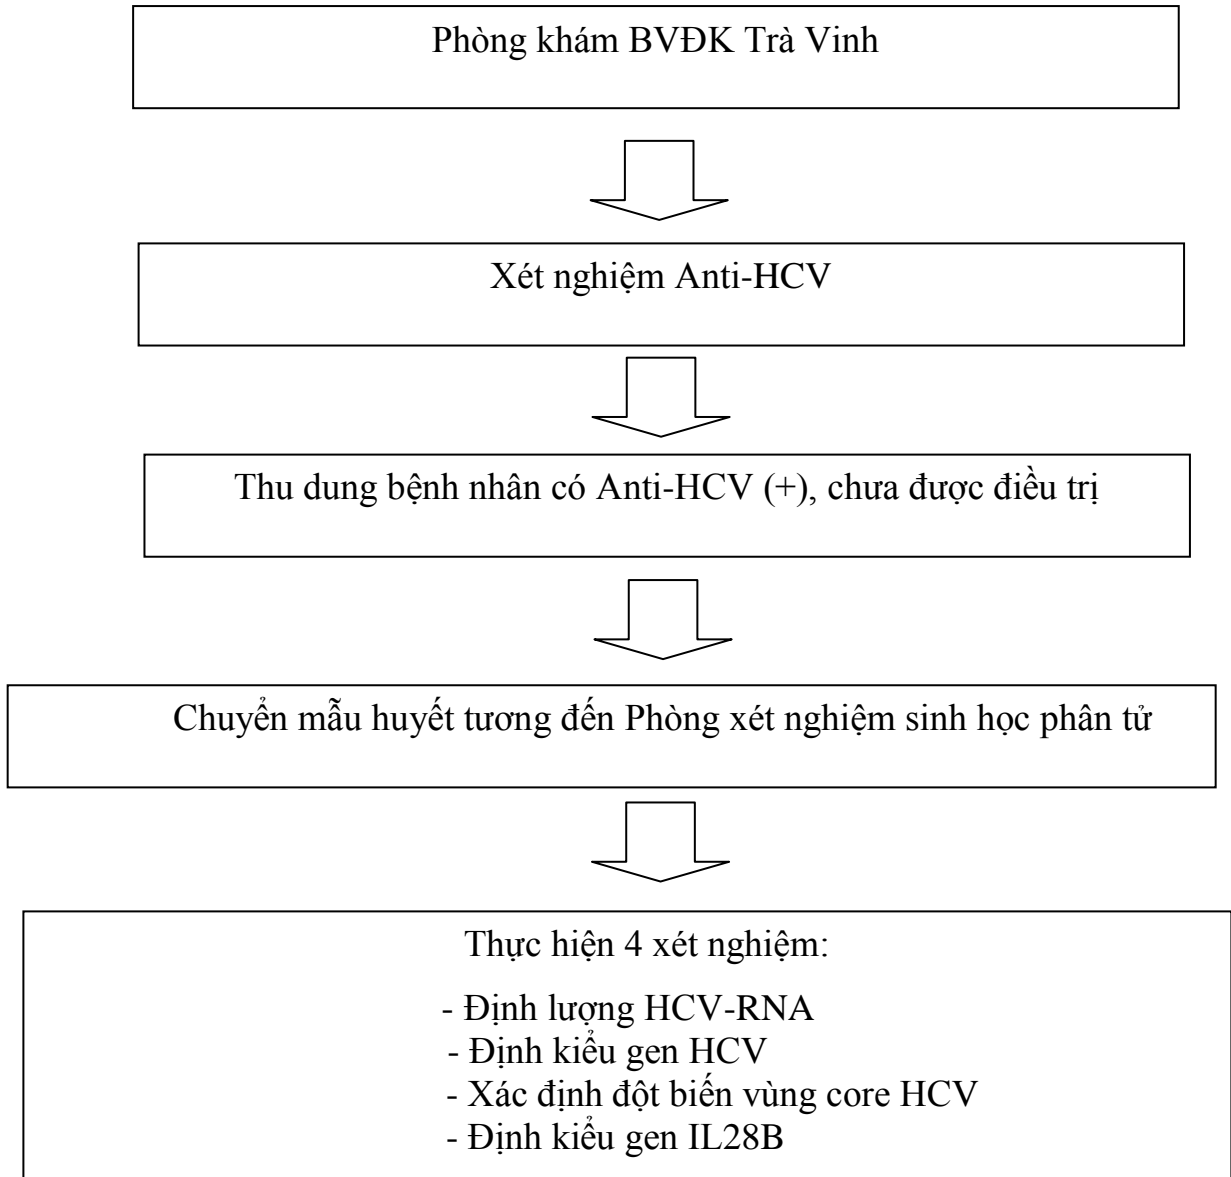 Phòng khám BVĐK Trà Vinh
Xét nghiệm Anti-HCV
Thu dung bệnh nhân có Anti-HCV (+), chưa được điều trị
Chuyển mẫu huyết tương đến Phòng xét nghiệm sinh học phân tử
Thực hiện 4 xét nghiệm:
- Định lượng HCV-RNA
- Định kiểu gen HCV
- Xác định đột biến vùng core HCV
- Định kiểu gen IL28B